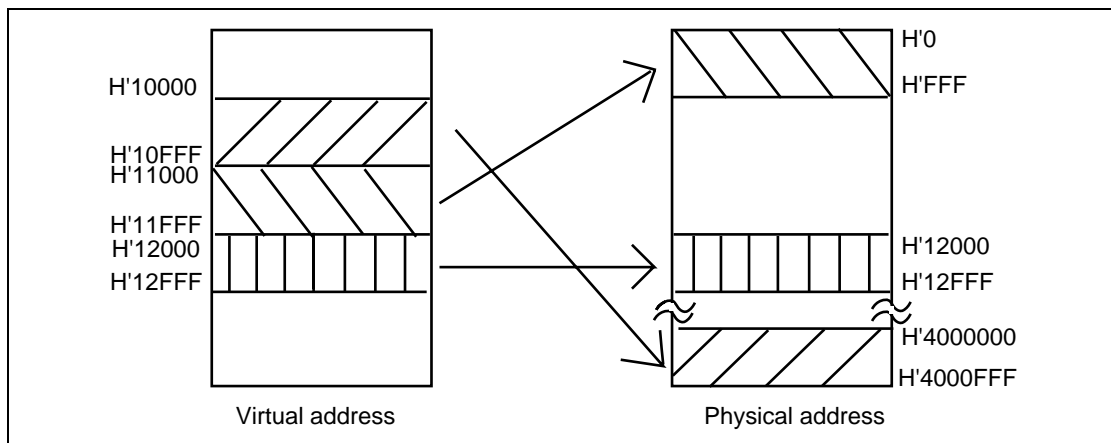 H'10000
H'10FFF
H'11000
H'11FFF
H'12000
H'12FFF
Virtual address
H'0
H'FFF
H'12000
H'12FFF
H'4000000
H'4000FFF
Physical address